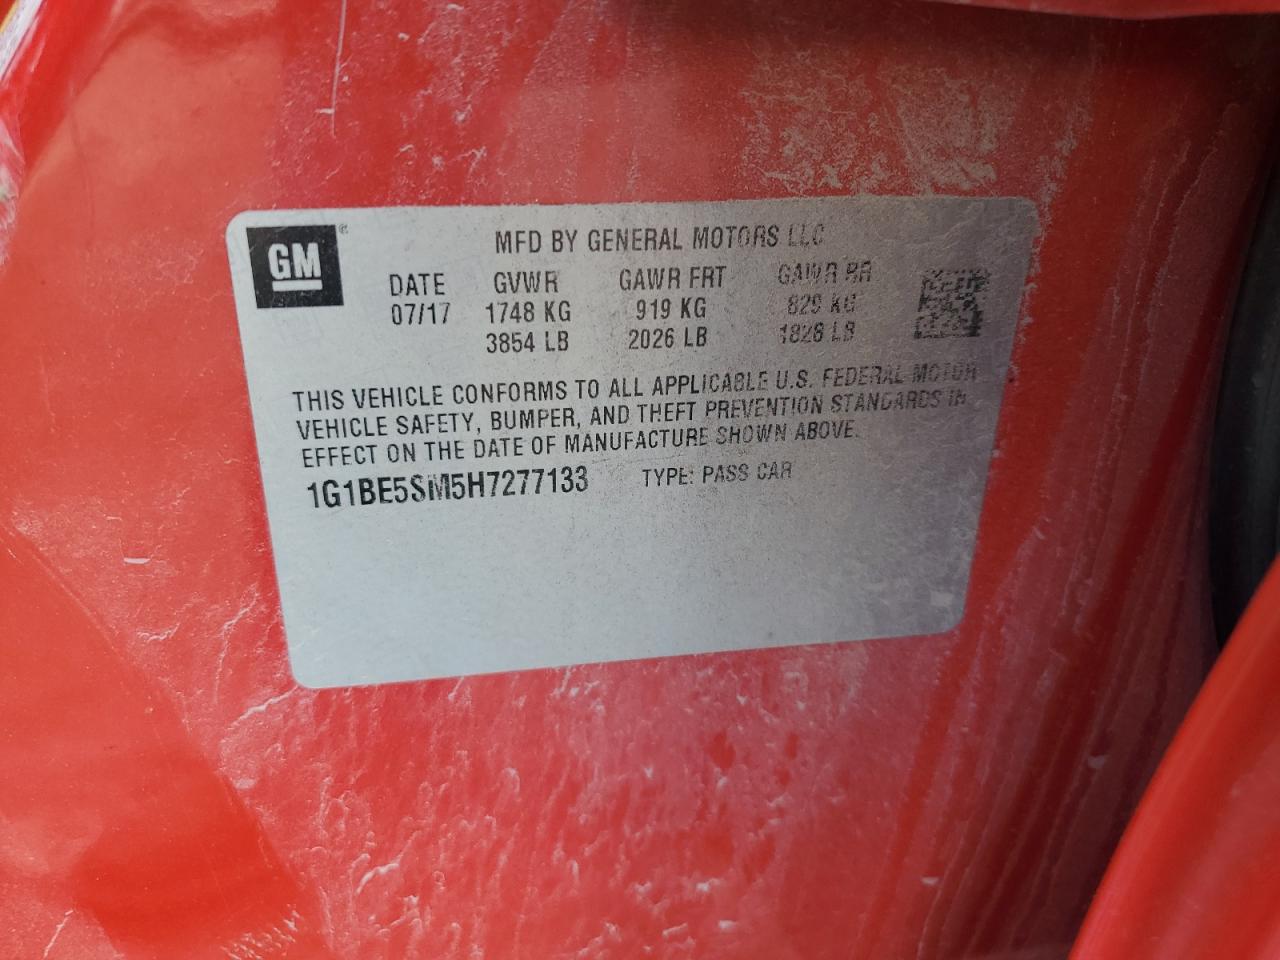 GM
MFD BY GENERAL MOTORS LLC
DATE GVWR GAWR FRT GAWR RR
07/17 1748 KG 919 KG 829 KG
3854 LB 2026 LB 1828 LB
THIS VEHICLE CONFORMS TO ALL APPLICABLE U.S. FEDERAL MOTOR
VEHICLE SAFETY, BUMPER, AND THEFT PREVENTION STANDARDS IN
EFFECT ON THE DATE OF MANUFACTURE SHOWN ABOVE.
1G1BE5SM5H7277133 TYPE: PASS CAR